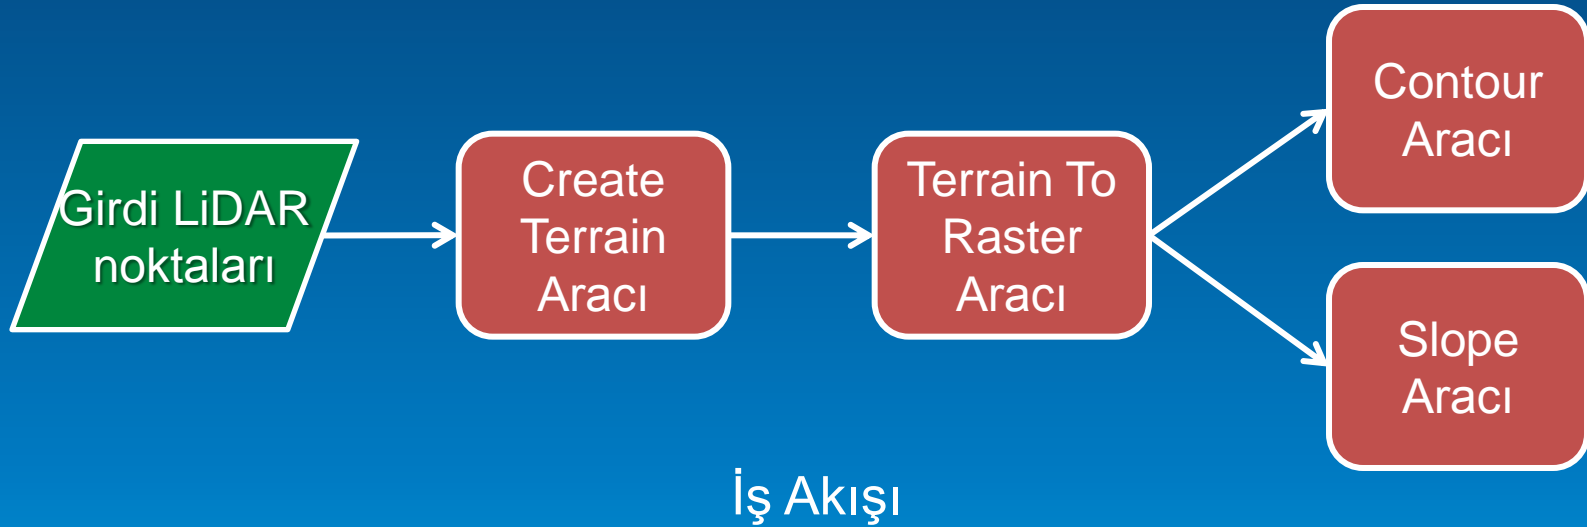 Girdi LiDAR
noktaları
Create
Terrain
Aracı
Terrain To
Raster
Aracı
Contour
Aracı
Slope
Aracı
İş Akışı